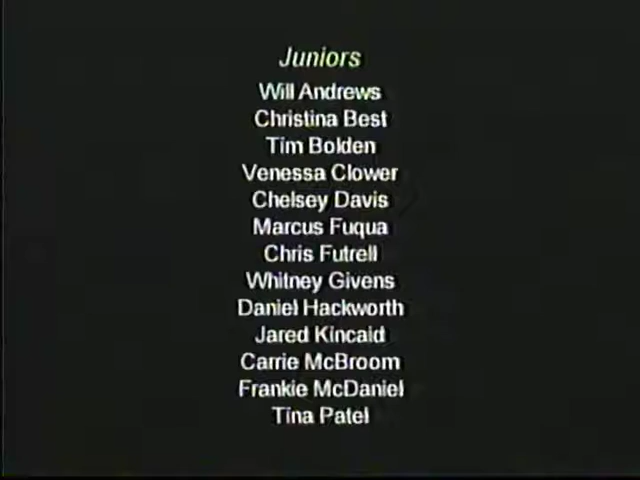 Juniors
Will Andrews
Christina Best
Tim Bolden
Venessa Clower
Chelsey Davis
Marcus Fuqua
Chris Futrell
Whitney Givens
Daniel Hackworth
Jared Kincaid
Carrie McBroom
Frankie McDaniel
Tina Patel